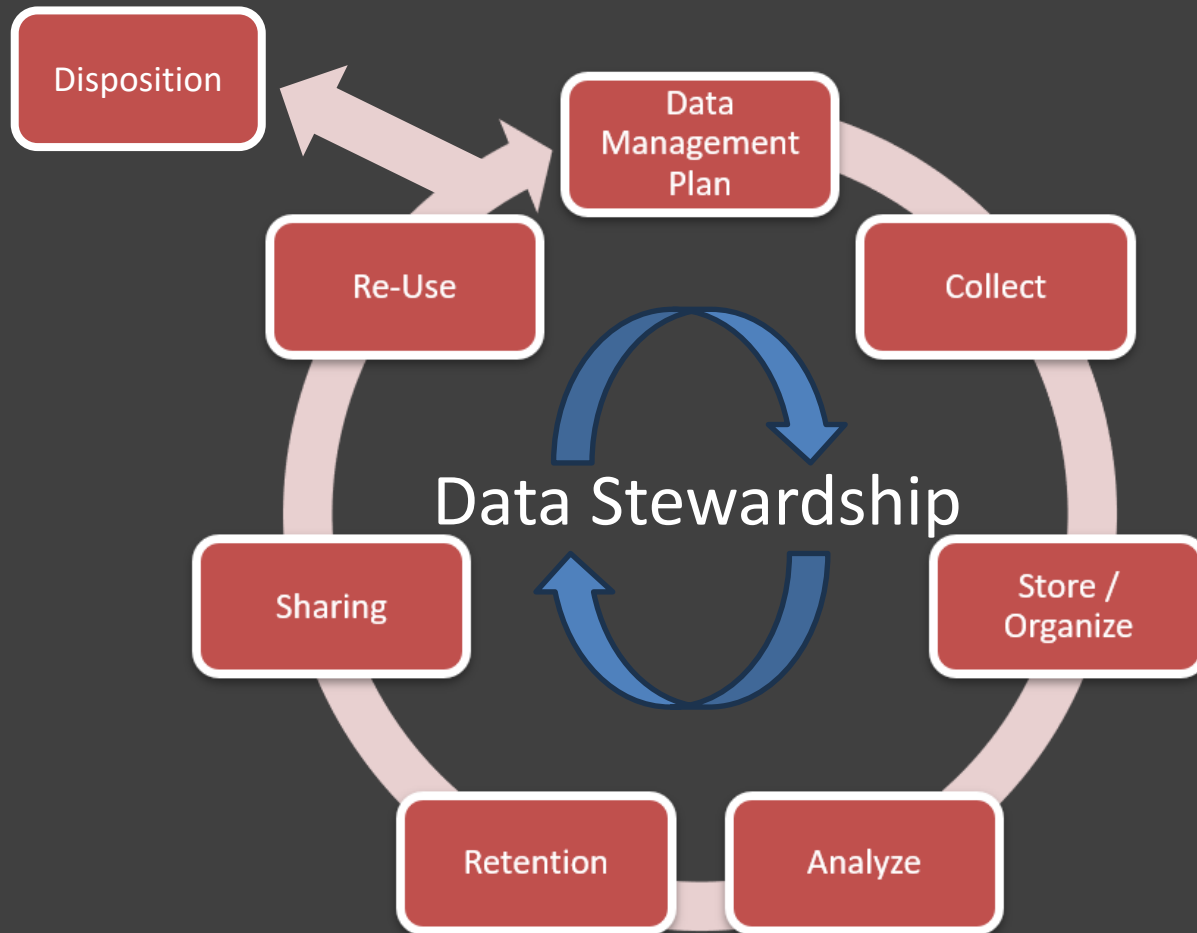 Disposition
Data
Management
Plan
Re-Use
Collect
Data Stewardship
Sharing
Store /
Organize
Retention
Analyze